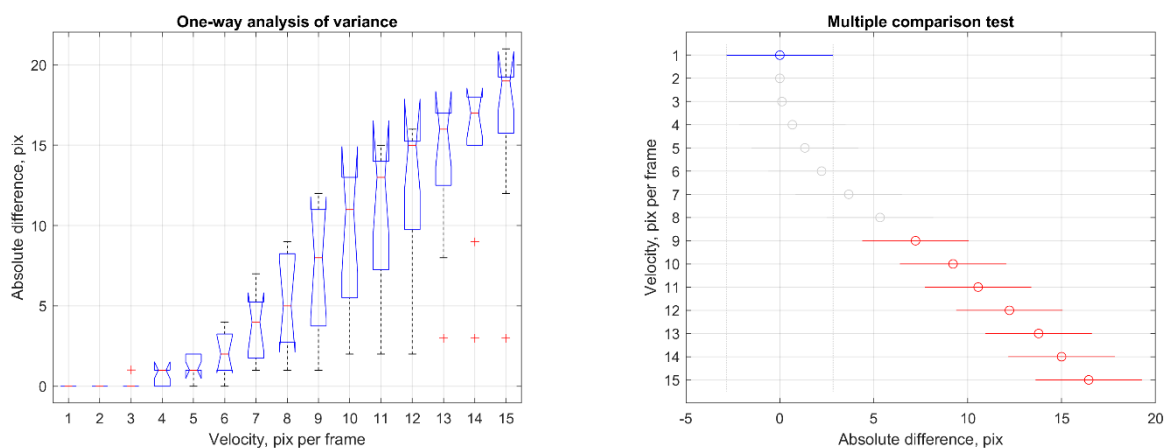 One-way analysis of variance
20
15
10
5
0
Absolute difference, pix
1 2 3 4 5 6 7 8 9 10 11 12 13 14 15
Velocity, pix per frame
Multiple comparison test
1
2
3
4
5
6
7
8
9
10
11
12
13
14
15
Velocity, pix per frame
-5 0 5 10 15 20
Absolute difference, pix